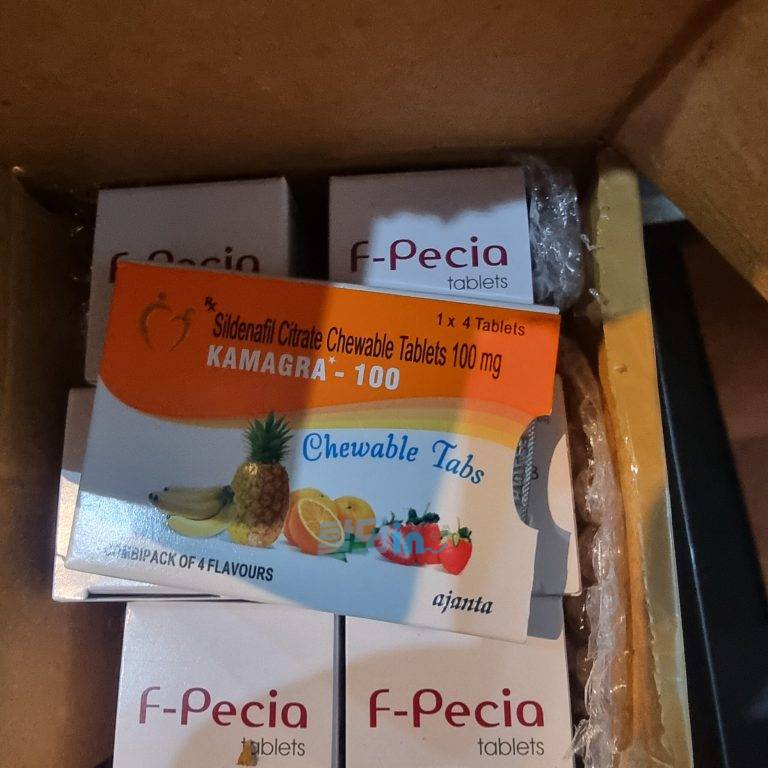 F-Pecia
F-Pecia
tablets
Rx
1 x 4 Tablets
Sildenafil Citrate Chewable Tablets 100 mg
KAMAGRA* - 100
Chewable Tabs
COMBIPACK OF 4 FLAVOURS
ajanta
F-Pecia
tablets
F-Pecia
tablets